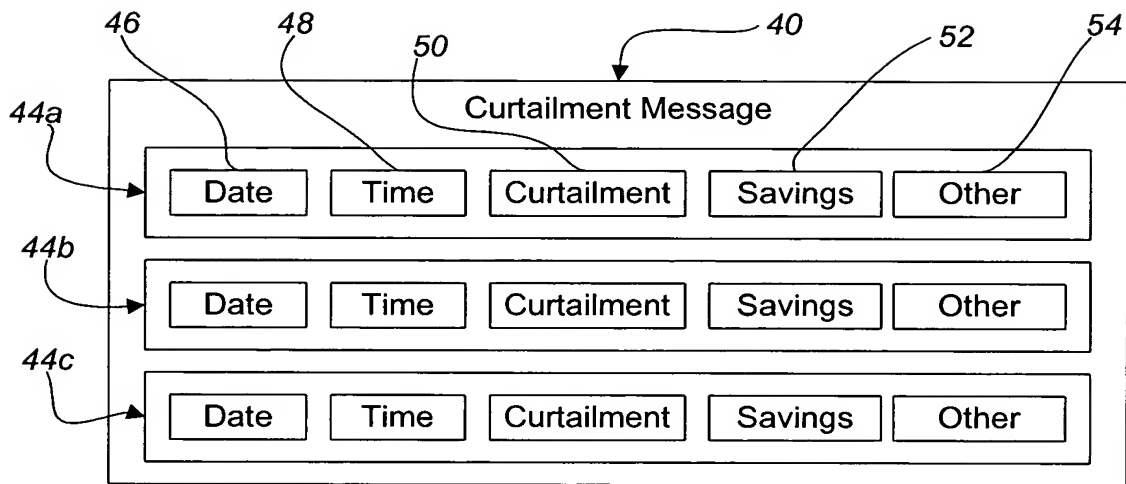 46 48 50 40 52 54
Curtailment Message
44a
Date Time Curtailment Savings Other
44b
Date Time Curtailment Savings Other
44c
Date Time Curtailment Savings Other